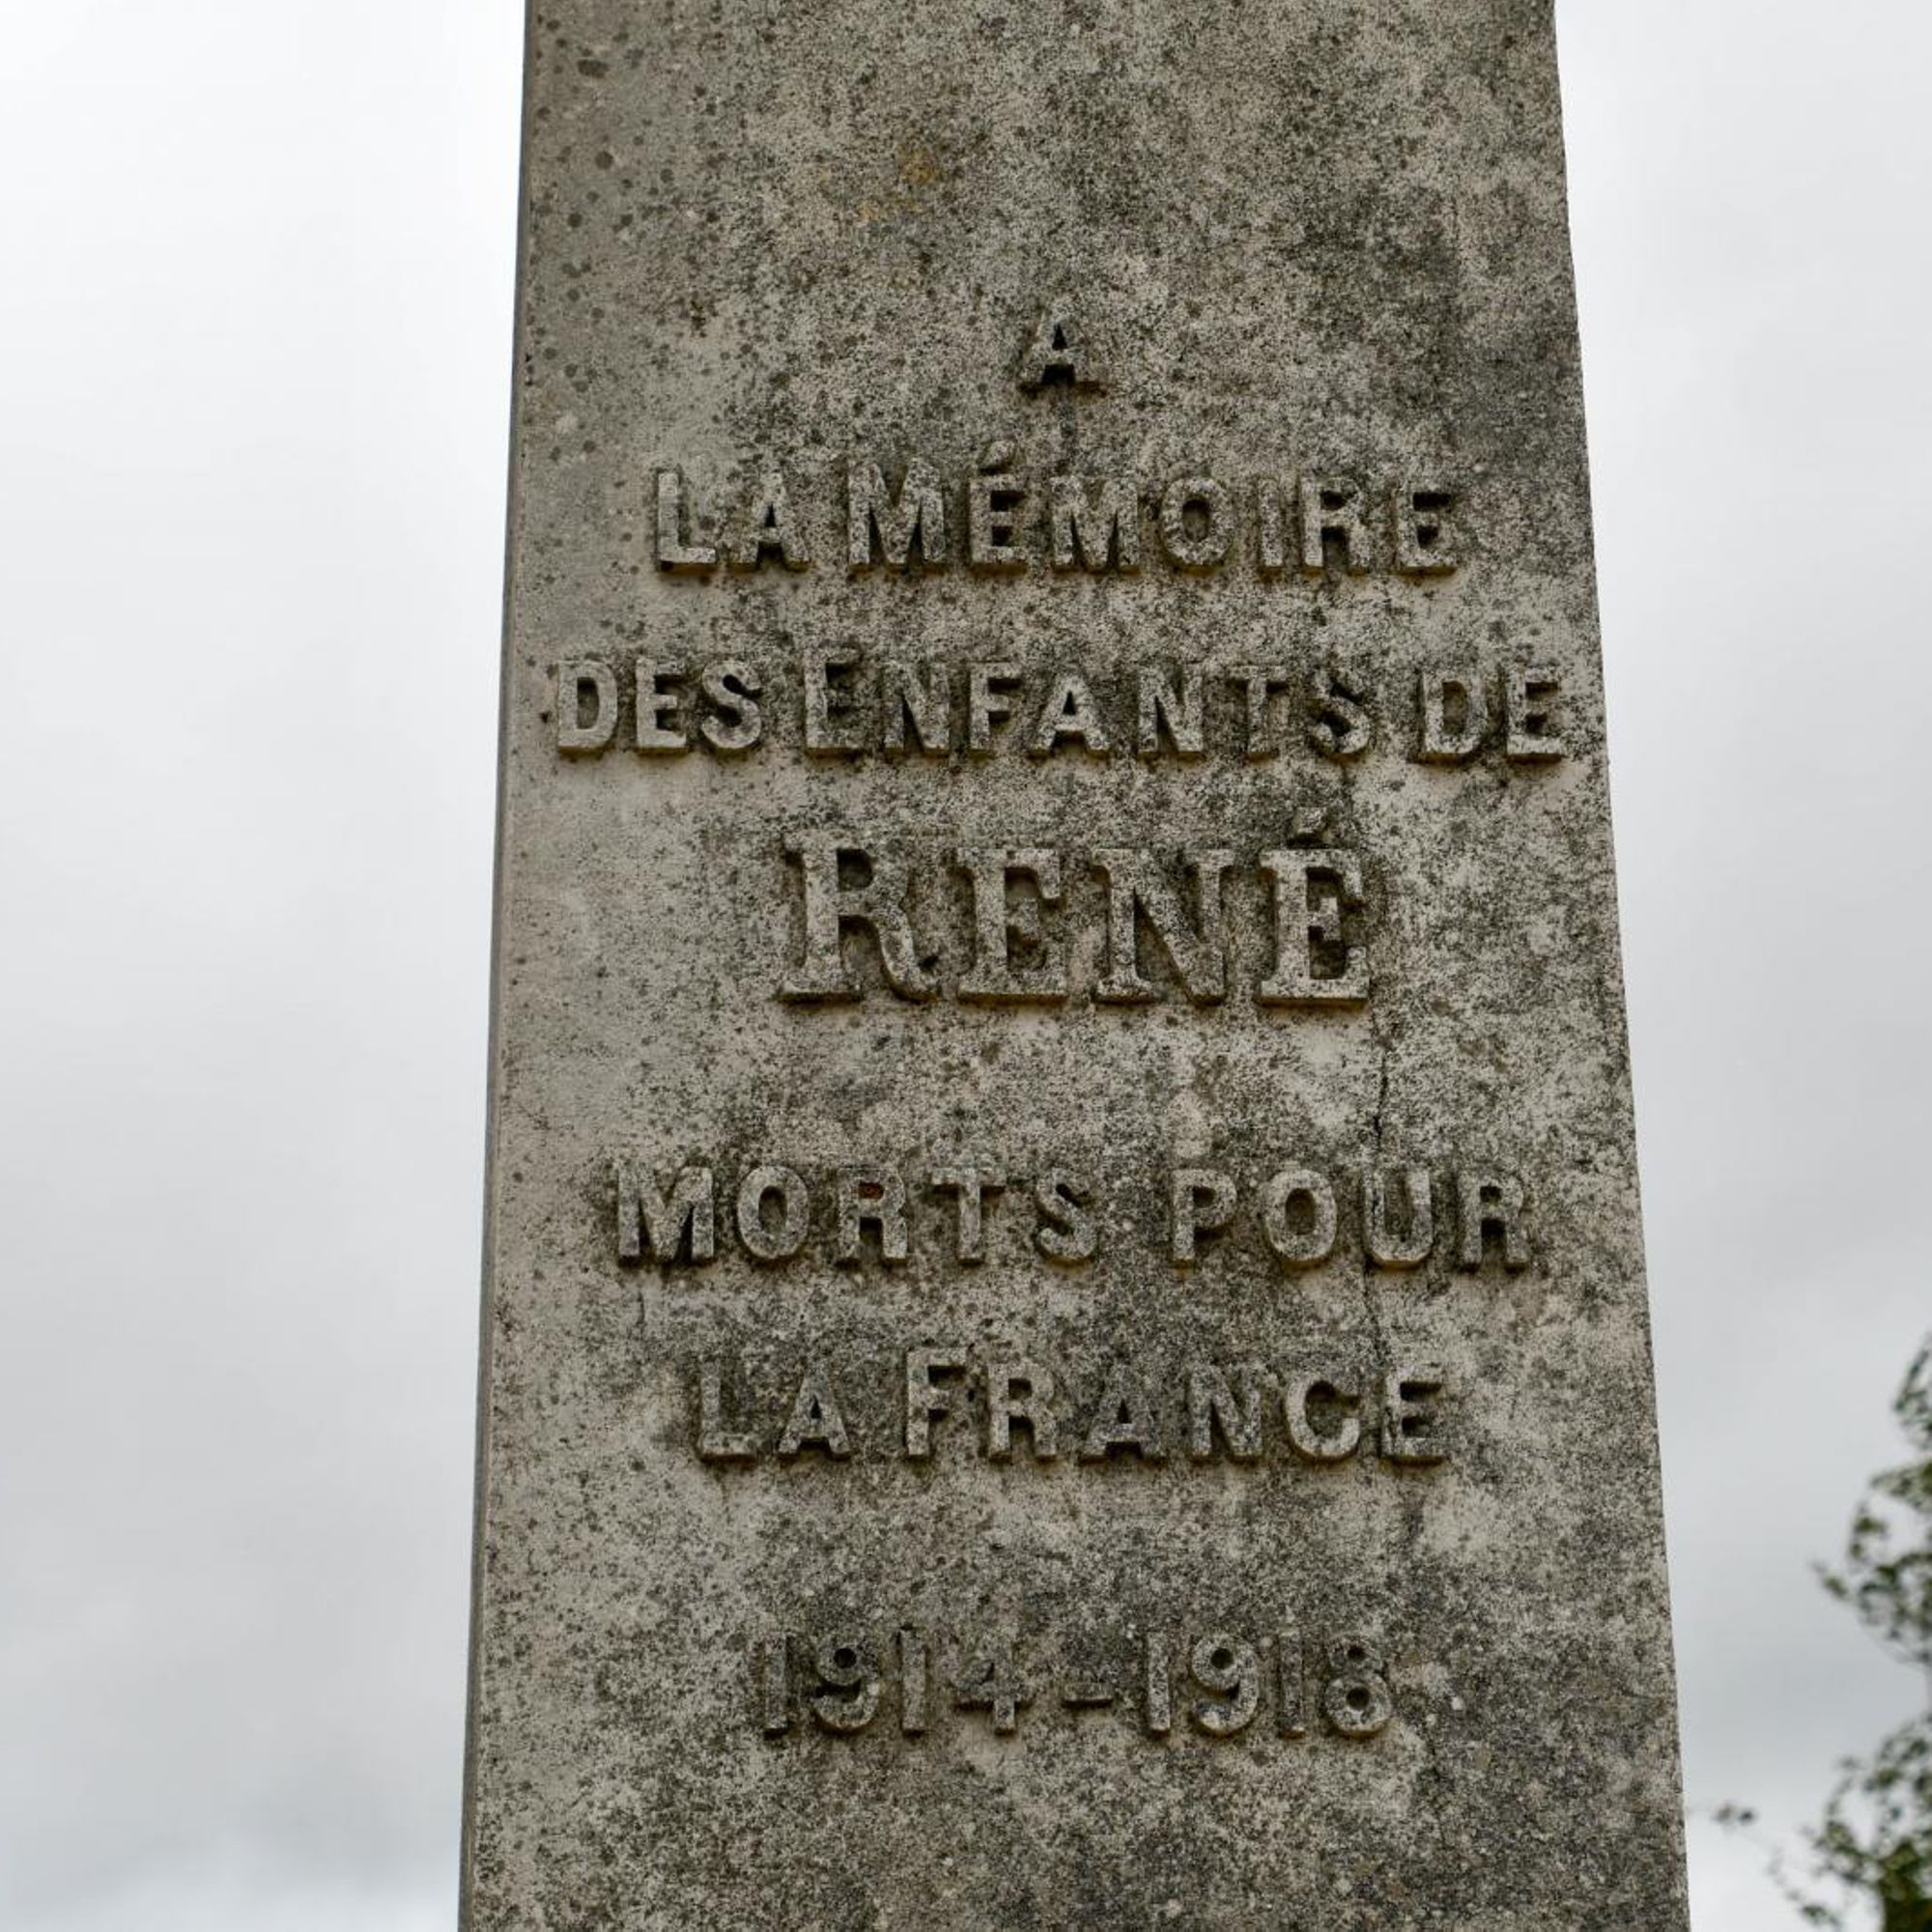 A
LA MÉMOIRE
DES ENFANTS DE
RENÉ
MORTS POUR
LA FRANCE
1914-1918